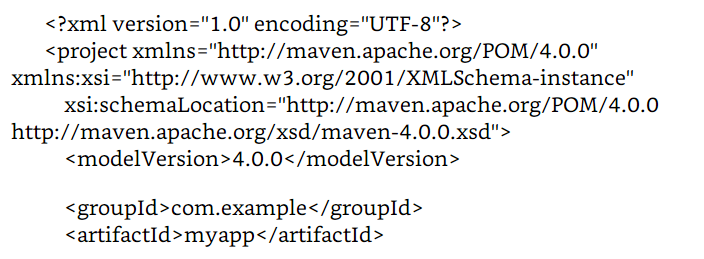 <?xml version="1.0" encoding="UTF-8"?>
<project xmlns="http://maven.apache.org/POM/4.0.0"
xmlns:xsi="http://www.w3.org/2001/XMLSchema-instance"
xsi:schemaLocation="http://maven.apache.org/POM/4.0.0
http://maven.apache.org/xsd/maven-4.0.0.xsd">
<modelVersion>4.0.0</modelVersion>
<groupId>com.example</groupId>
<artifactId>myapp</artifactId>